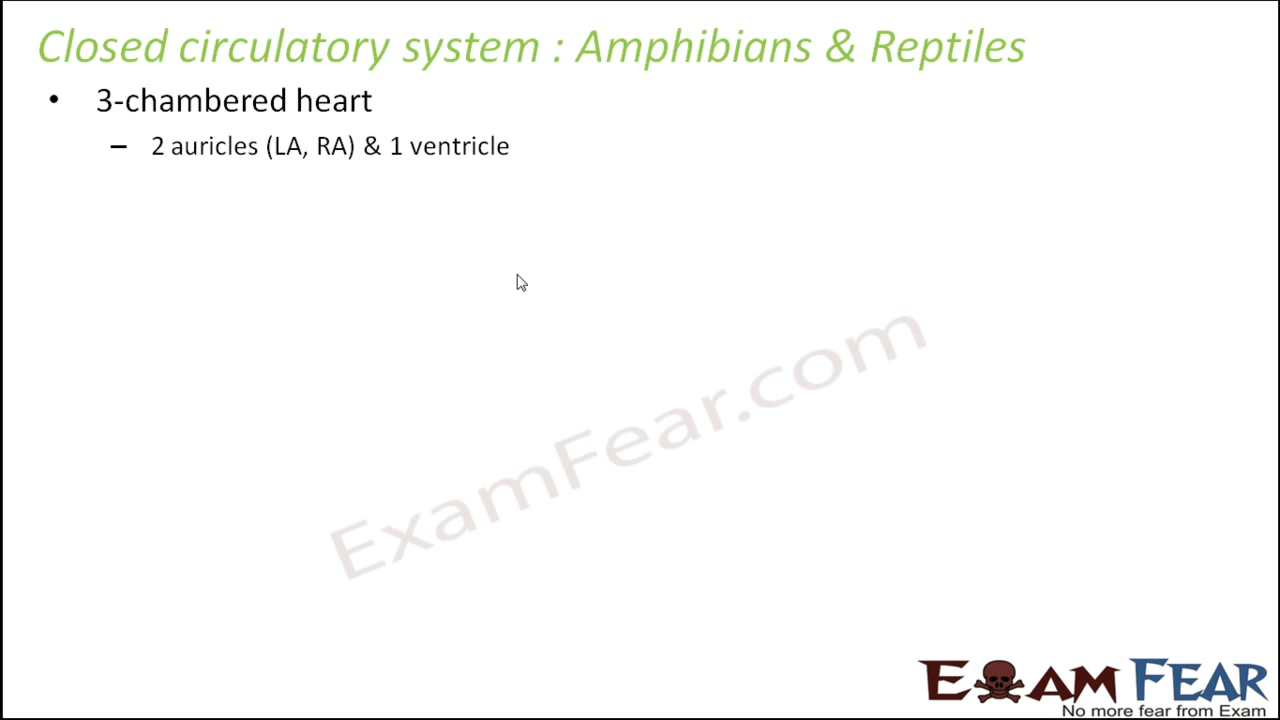 Closed circulatory system : Amphibians & Reptiles
• 3-chambered heart
– 2 auricles (LA, RA) & 1 ventricle
ExamFear.com
EXAM FEAR
No more fear from Exam